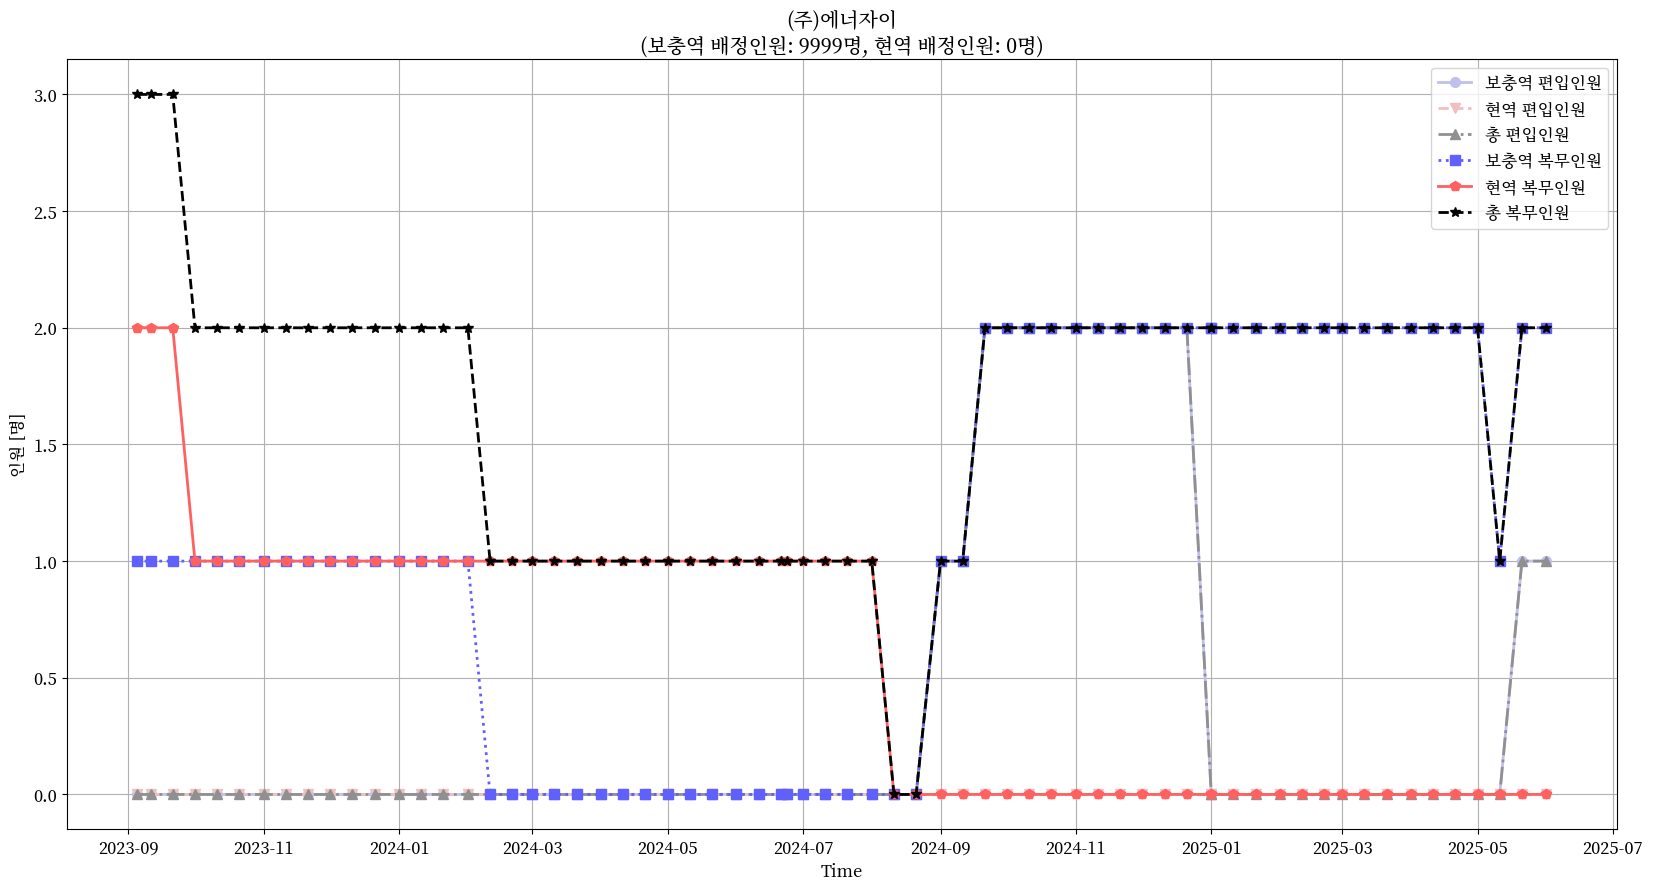 (주)에너자이
(보충역 배정인원: 9999명, 현역 배정인원: 0명)
보충역 편입인원
현역 편입인원
총 편입인원
보충역 복무인원
현역 복무인원
총 복무인원
인원 [명]
3.0
2.5
2.0
1.5
1.0
0.5
0.0
2023-09 2023-11 2024-01 2024-03 2024-05 2024-07 2024-09 2024-11 2025-01 2025-03 2025-05 2025-07
Time